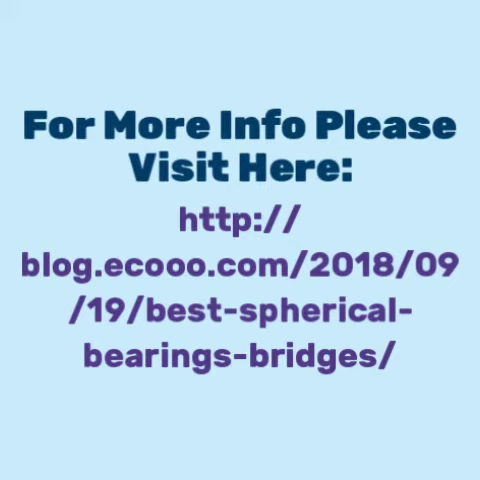 For More Info Please
Visit Here:
http://
blog.ecooo.com/2018/09
/19/best-spherical-
bearings-bridges/